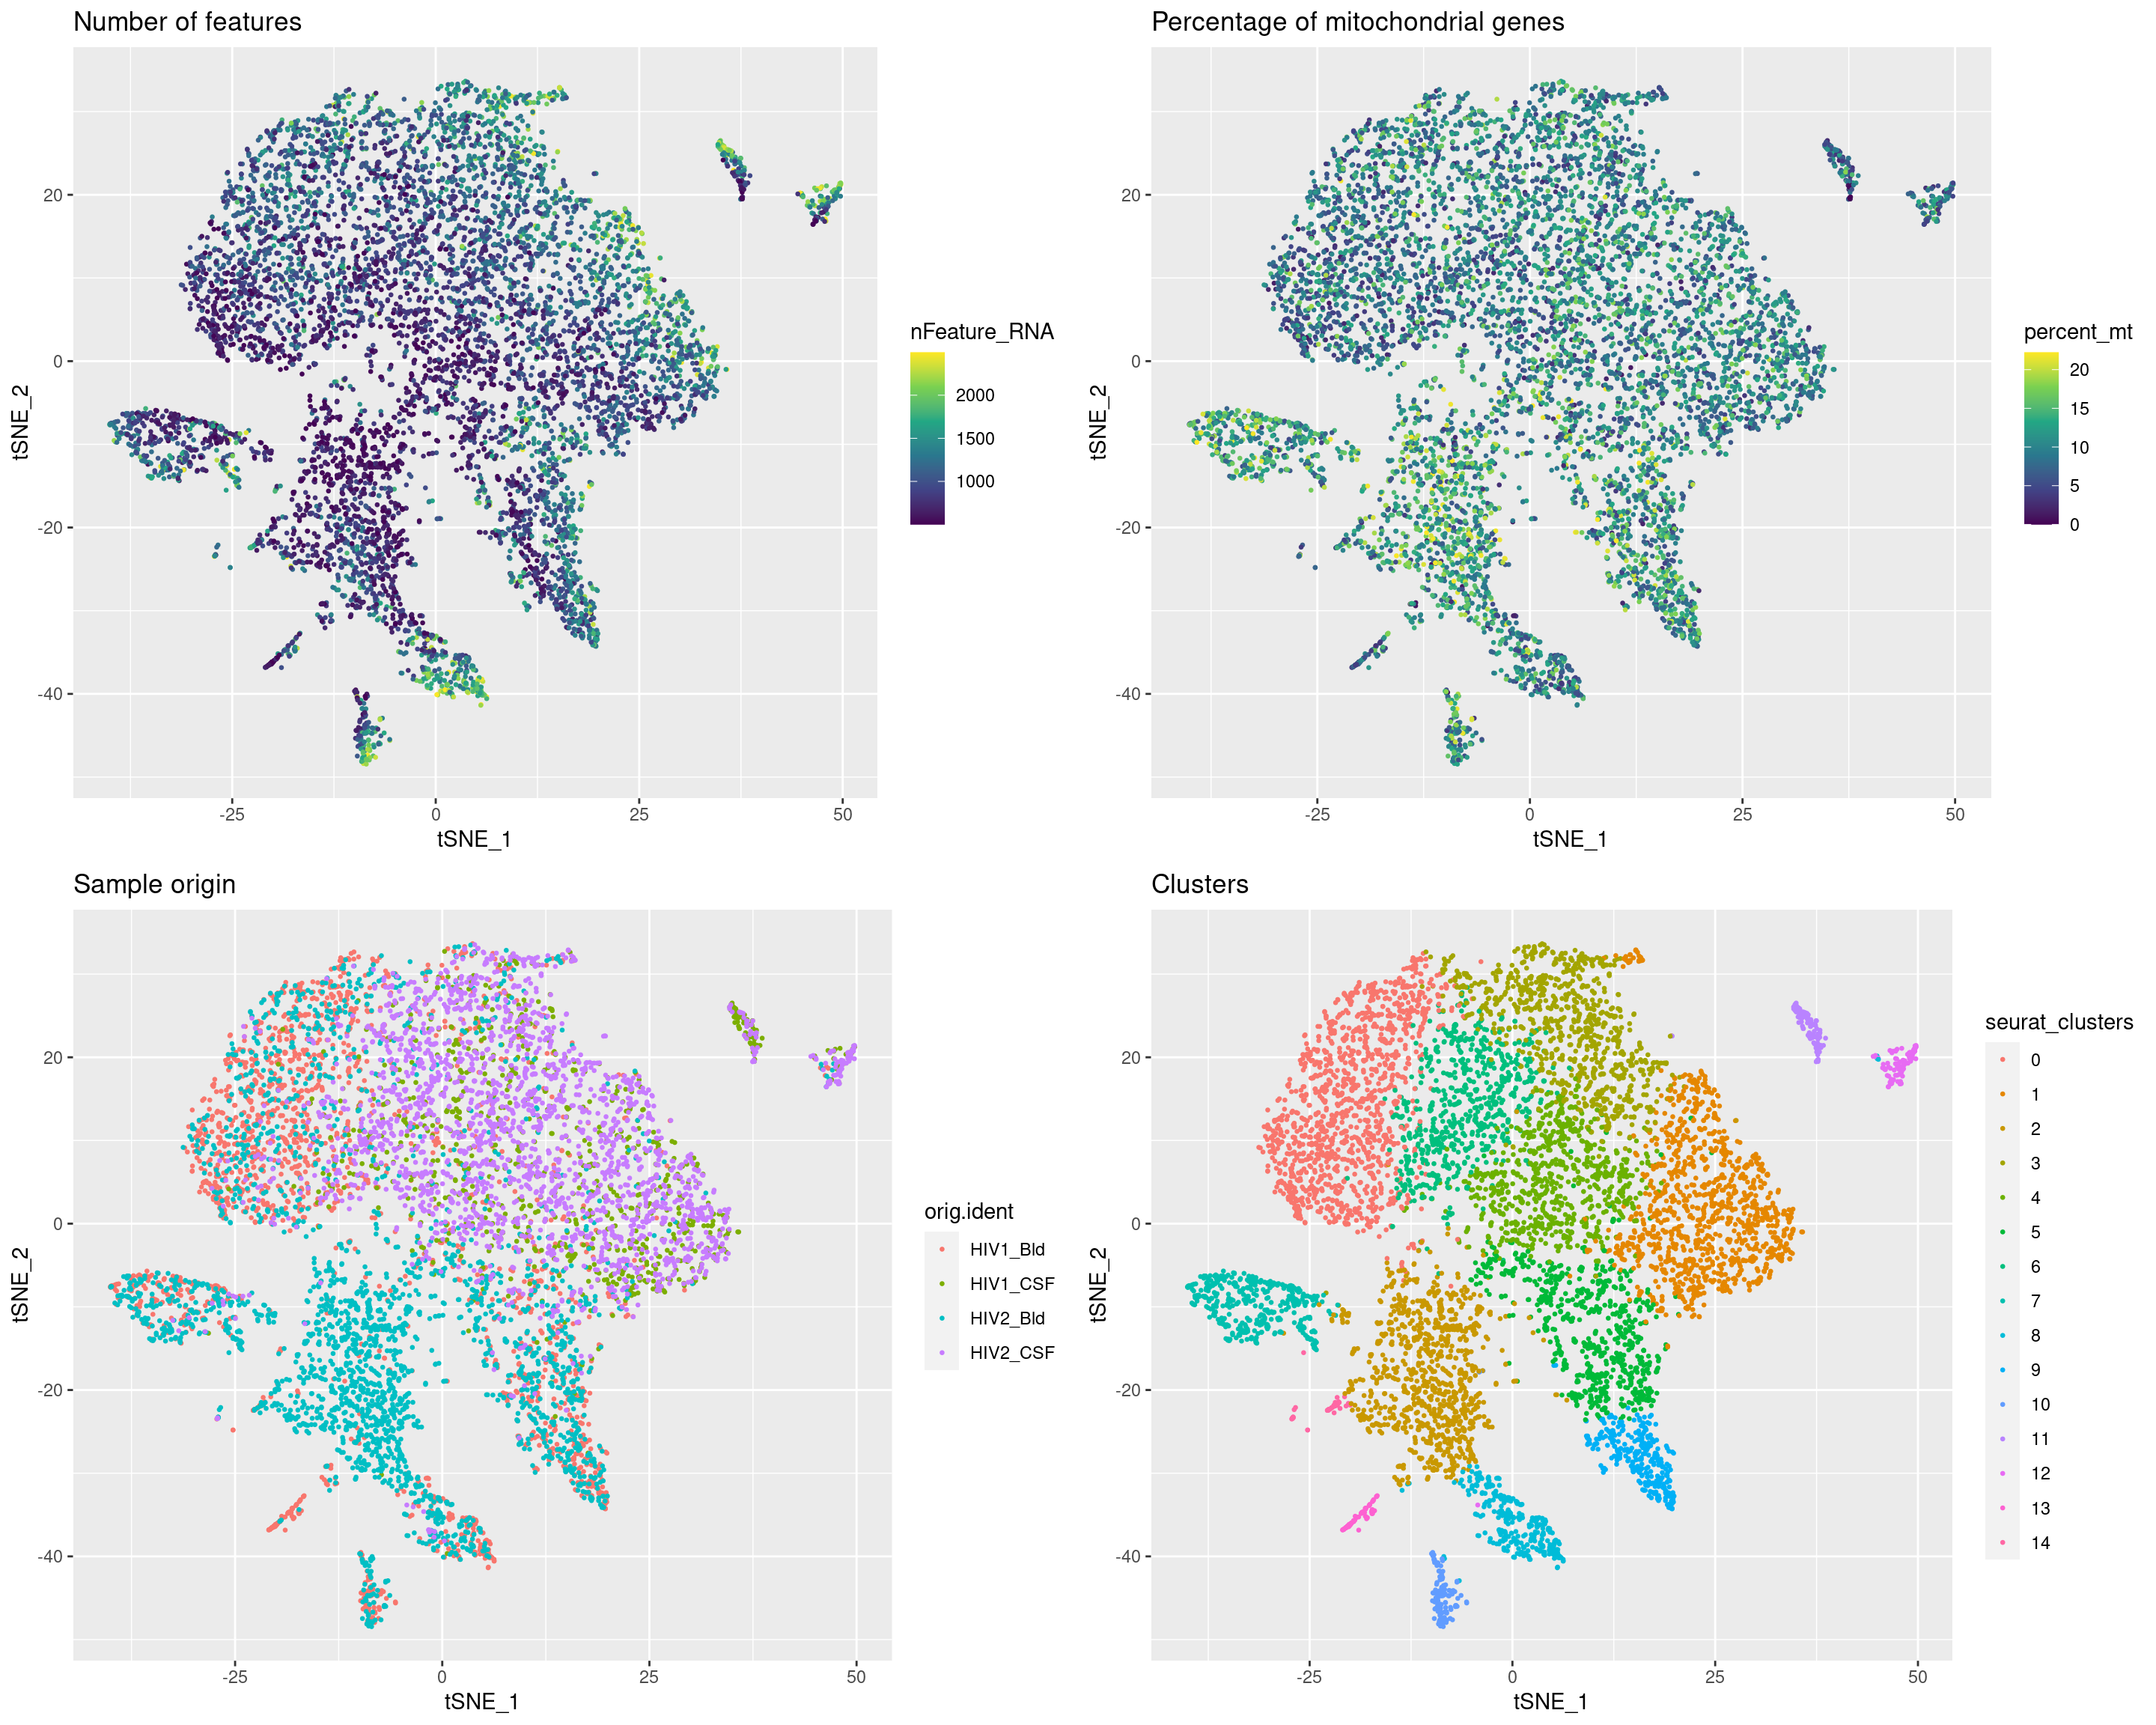 Number of features
20
0
-20
-40
tSNE_2
-25
0
25
50
tSNE_1
nFeature_RNA
2000
1500
1000
Percentage of mitochondrial genes
20
0
-20
-40
tSNE_2
-25
0
25
50
tSNE_1
percent_mt
20
15
10
5
0
Sample origin
20
0
-20
-40
tSNE_2
-25
0
25
50
tSNE_1
orig.ident
HIV1_Bld
HIV1_CSF
HIV2_Bld
HIV2_CSF
Clusters
20
0
-20
-40
tSNE_2
-25
0
25
50
tSNE_1
seurat_clusters
0
1
2
3
4
5
6
7
8
9
10
11
12
13
14